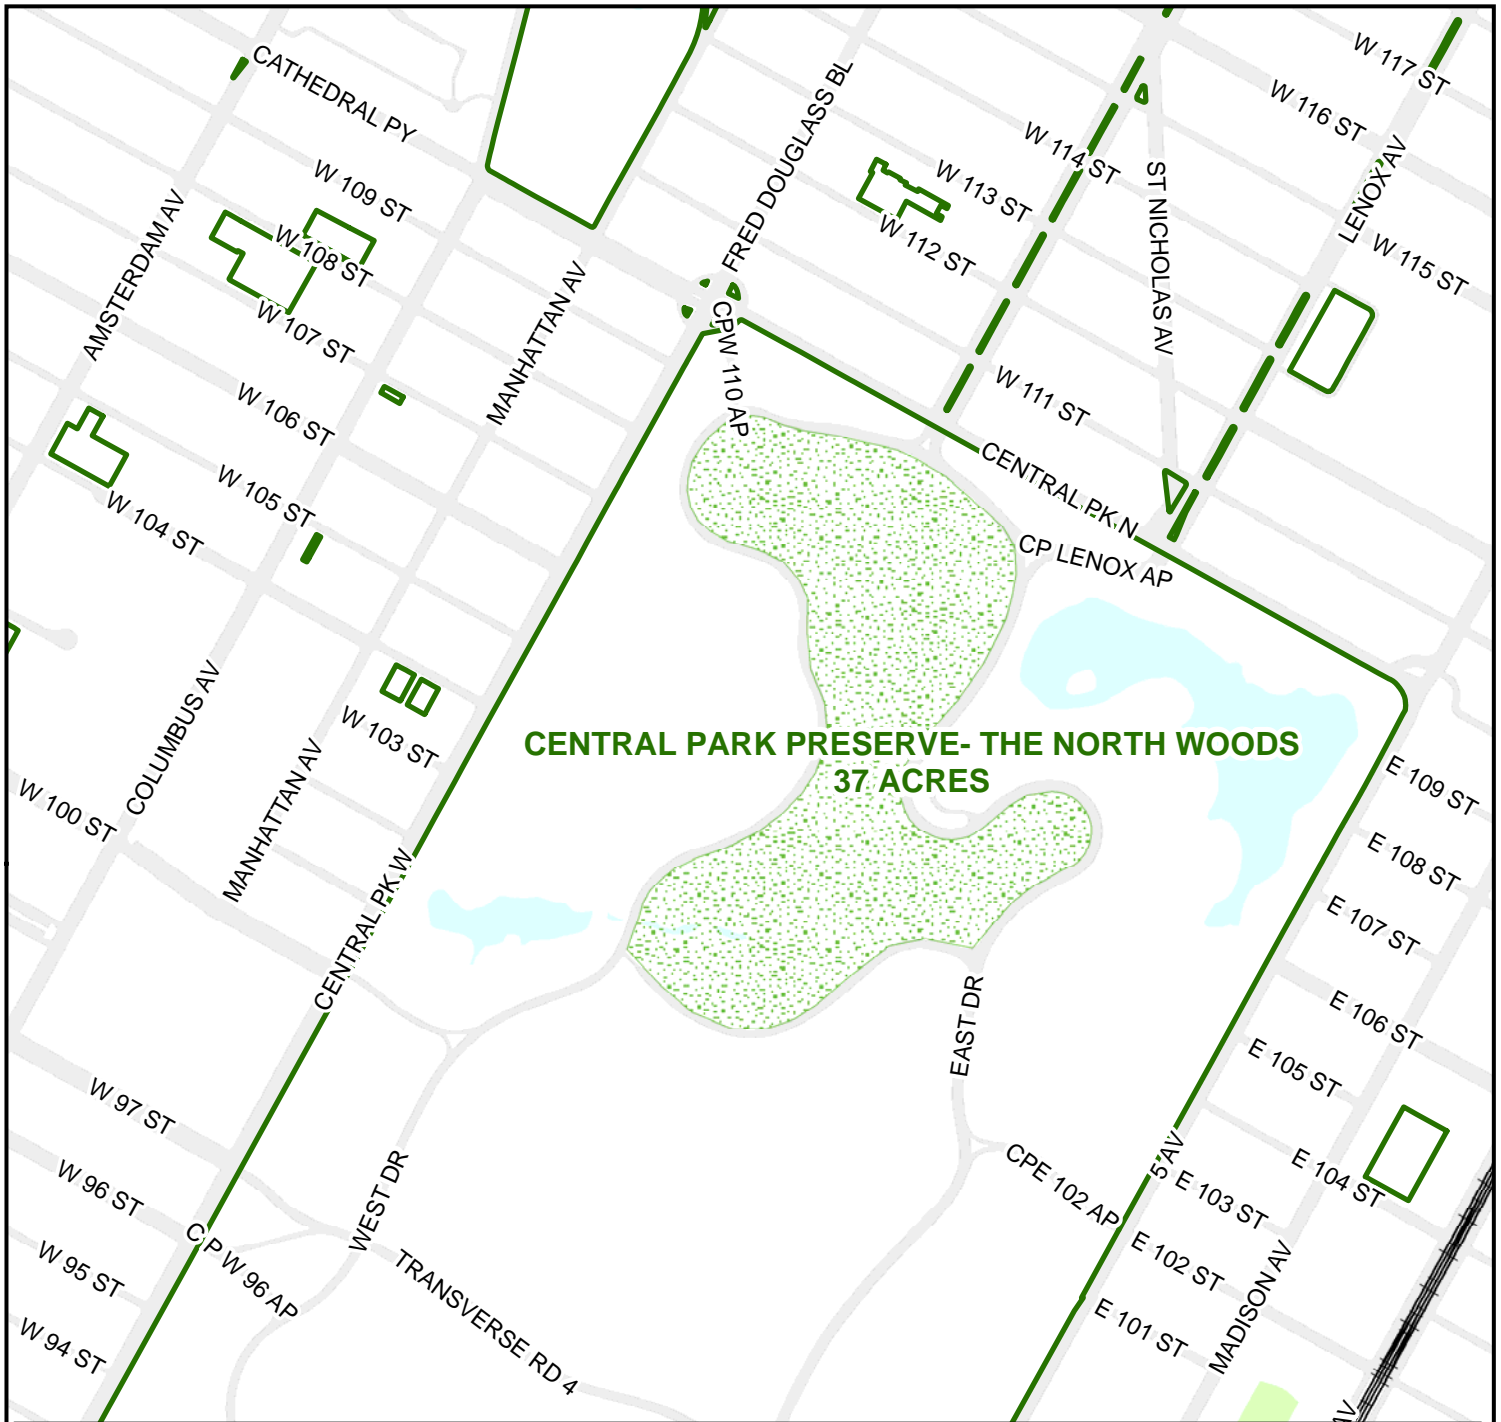 W 117 ST
CATHEDRAL PY
FRED DOUGLASS BL
W 116 ST
W 114 ST
LENOX AV
W 109 ST
W 113 ST
ST NICHOLAS AV
AMSTERDAM AV
W 108 ST
W 112 ST
W 115 ST
MANHATTAN AV
W 107 ST
CPW 110 AP
W 111 ST
W 106 ST
W 105 ST
CENTRAL PK N
W 104 ST
CP LENOX AP
COLUMBUS AV
W 103 ST
CENTRAL PARK PRESERVE- THE NORTH WOODS
37 ACRES
E 109 ST
W 100 ST
MANHATTAN AV
E 108 ST
CENTRAL PK W
E 107 ST
E 106 ST
EAST DR
E 105 ST
W 97 ST
5 AV
CPE 102 AP
E 104 ST
W 96 ST
WEST DR
E 103 ST
C P W 96 AP
E 102 ST
W 95 ST
TRANSVERSE RD 4
MADISON AV
E 101 ST
W 94 ST
AV